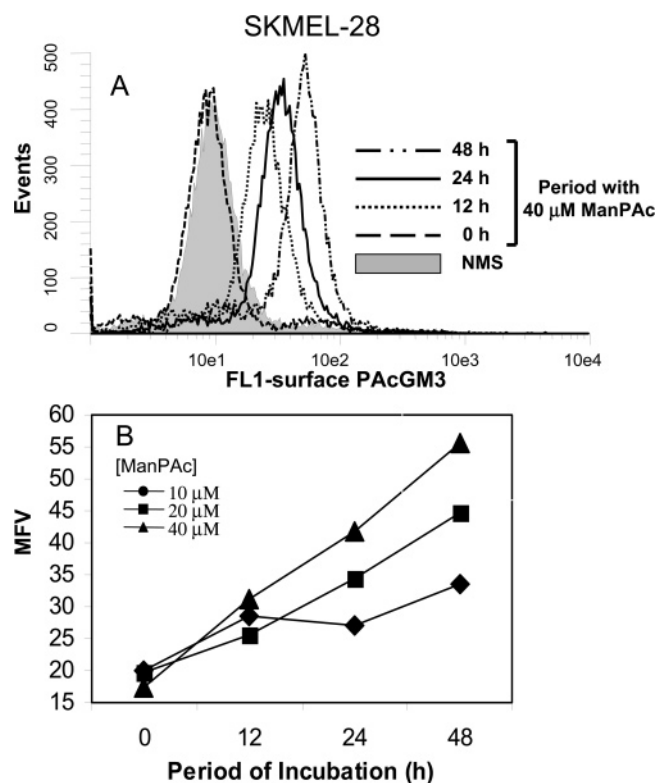 SKMEL-28
A
500
400
300
200
100
0
Events
48 h
24 h
12 h
0 h
NMS
Period with
40 μM ManPAc
10e1
10e2
10e3
10e4
FL1-surface PAcGM3
B
60
55
50
45
40
35
30
25
20
15
MFV
[ManPAc]
10 μM
20 μM
40 μM
0
12
24
48
Period of Incubation (h)